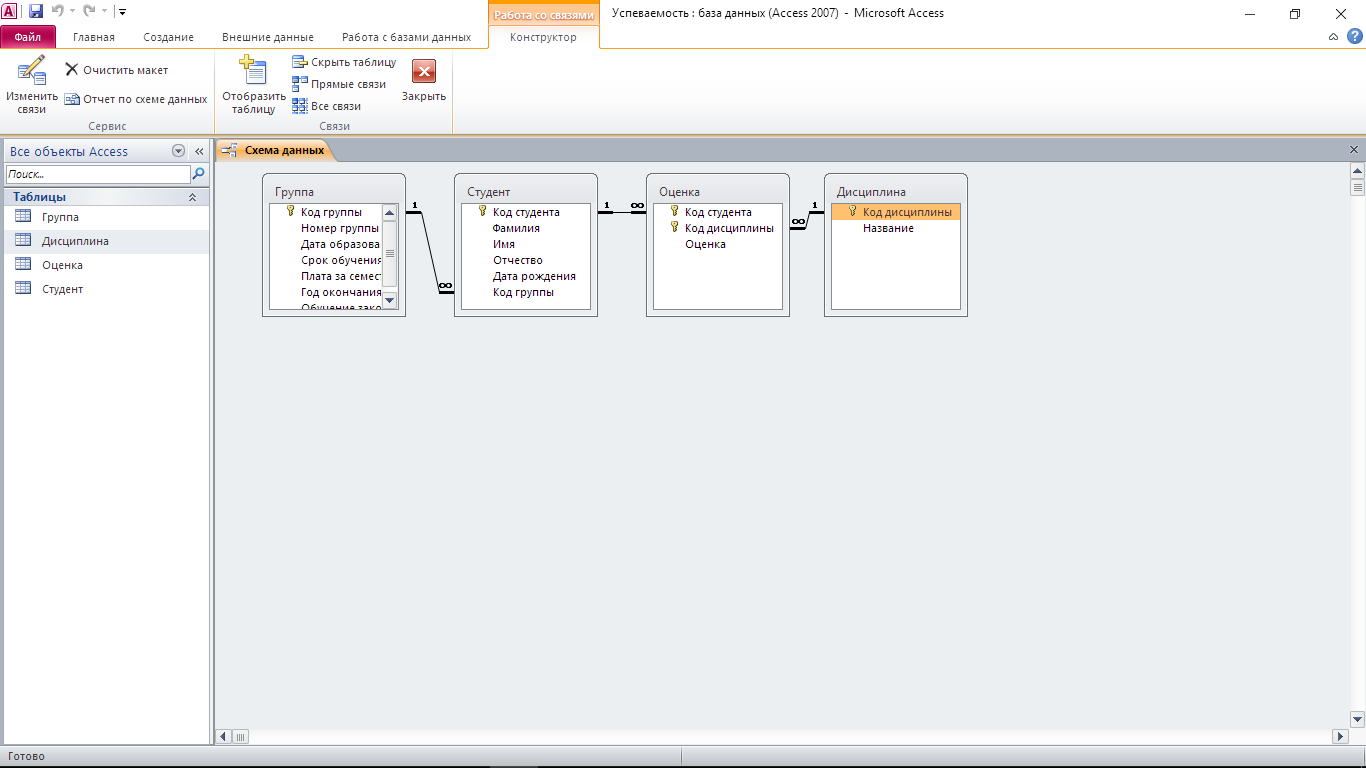 Работа со связями
Успеваемость : база данных (Access 2007) - Microsoft Access
Файл
Главная
Создание
Внешние данные
Работа с базами данных
Конструктор
Изменить
связи
Очистить макет
Отчет по схеме данных
Сервис
Отобразить
таблицу
Скрыть таблицу
Прямые связи
Все связи
Связи
Закрыть
Все объекты Access
Поиск...
Таблицы
Группа
Дисциплина
Оценка
Студент
Схема данных
Группа
Код группы
Номер группы
Дата образова
Срок обучения
Плата за семест
Год окончания
Обучение зако
1
∞
Студент
Код студента
Фамилия
Имя
Отчество
Дата рождения
Код группы
1
∞
Оценка
Код студента
Код дисциплины
Оценка
∞
1
Дисциплина
Код дисциплины
Название
Готово